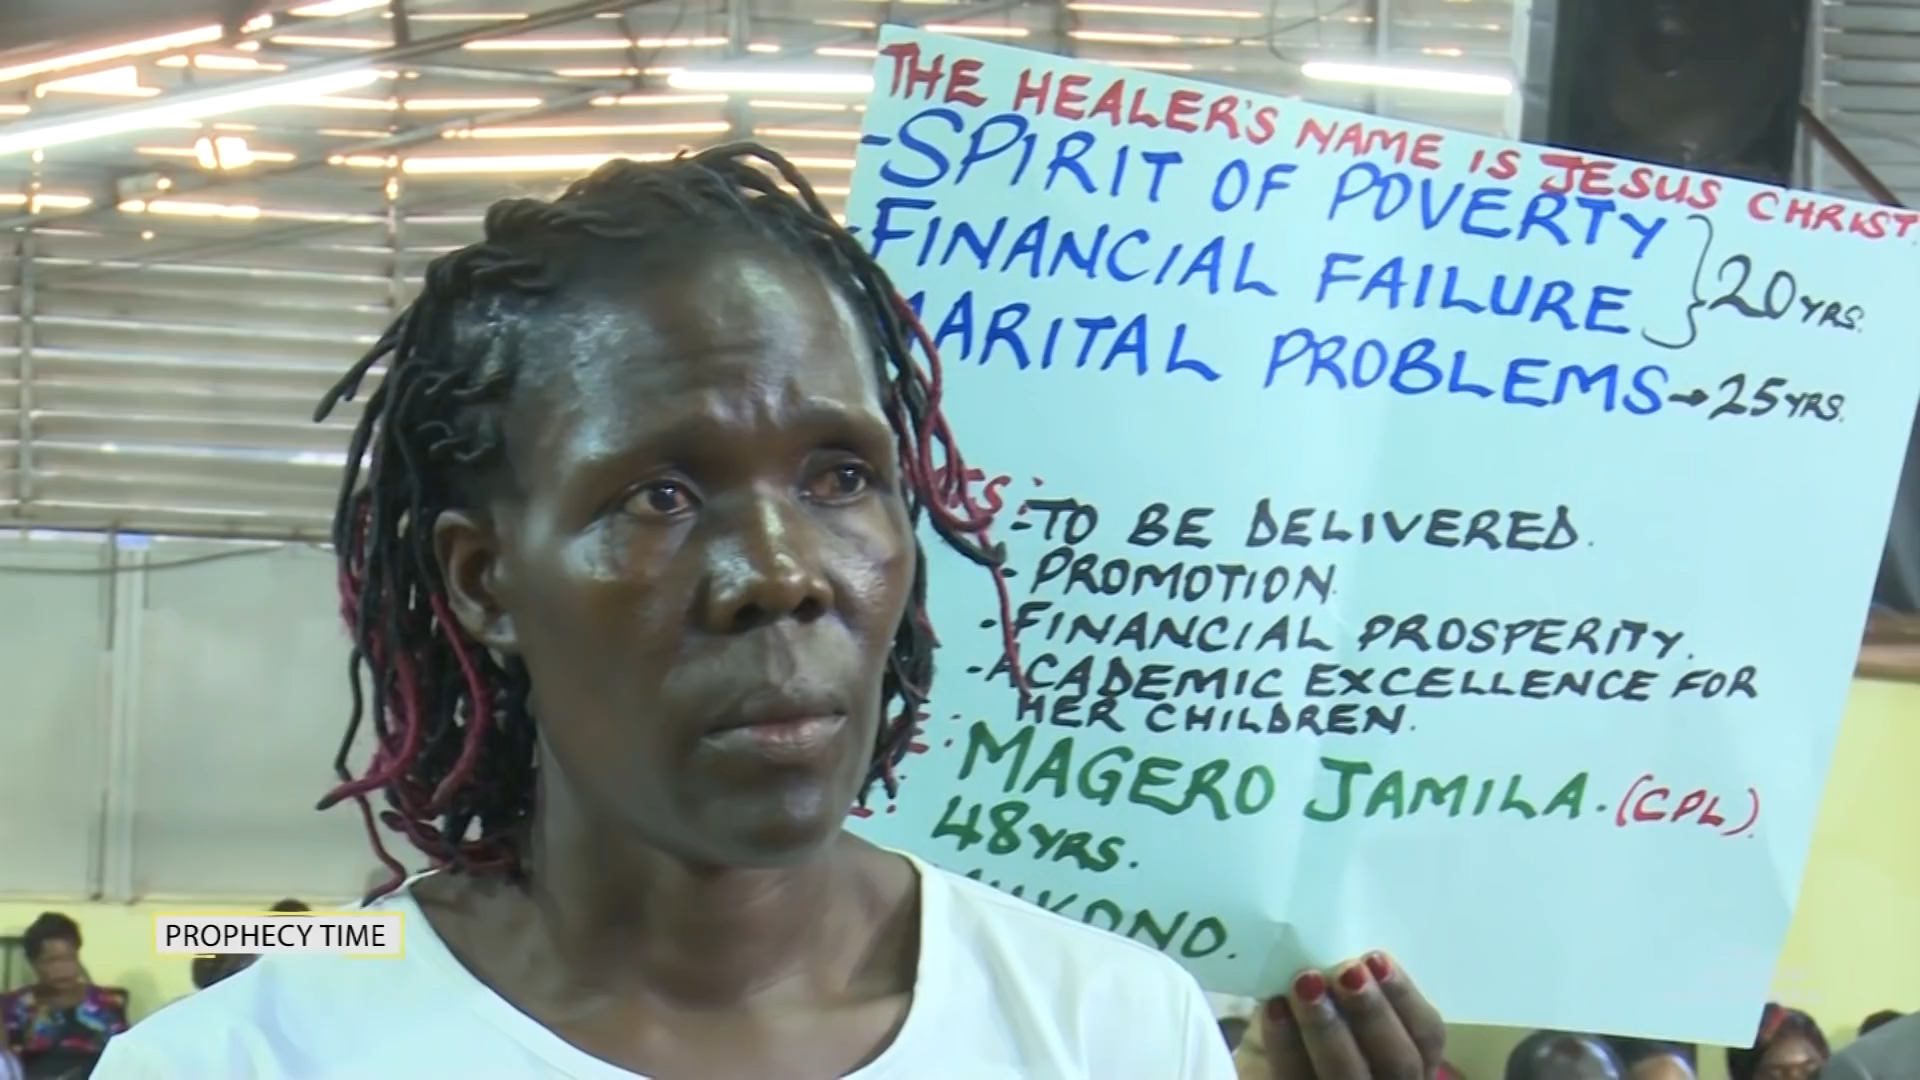 THE HEALER'S NAME IS JESUS CHRIST.
-SPIRIT OF POVERTY
-FINANCIAL FAILURE } 20YRS.
MARITAL PROBLEMS→25YRS.
-TO BE DELIVERED.
- PROMOTION.
-FINANCIAL PROSPERITY.
-ACADEMIC EXCELLENCE FOR
HER CHILDREN.
MAGERO JAMILA. (CPL).
48YRS.
PROPHECY TIME